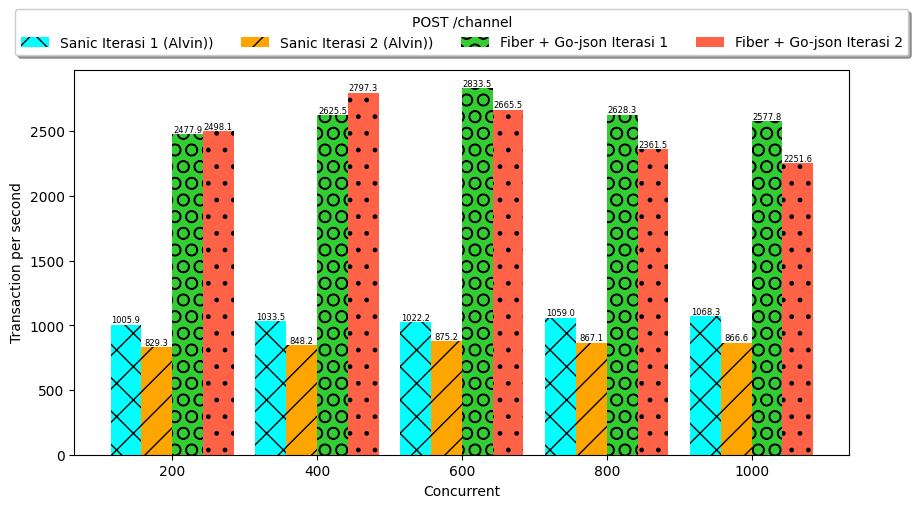 POST /channel
Sanic Iterasi 1 (Alvin)) Sanic Iterasi 2 (Alvin)) Fiber + Go-json Iterasi 1 Fiber + Go-json Iterasi 2
Transaction per second
2500
2000
1500
1000
500
0
1005.9 829.3 2477.9 2498.1
1033.5 848.2 2625.5 2797.3
1022.2 875.2 2833.5 2665.5
1059.0 867.1 2628.3 2361.5
1068.3 866.6 2577.8 2251.6
200 400 600 800 1000
Concurrent